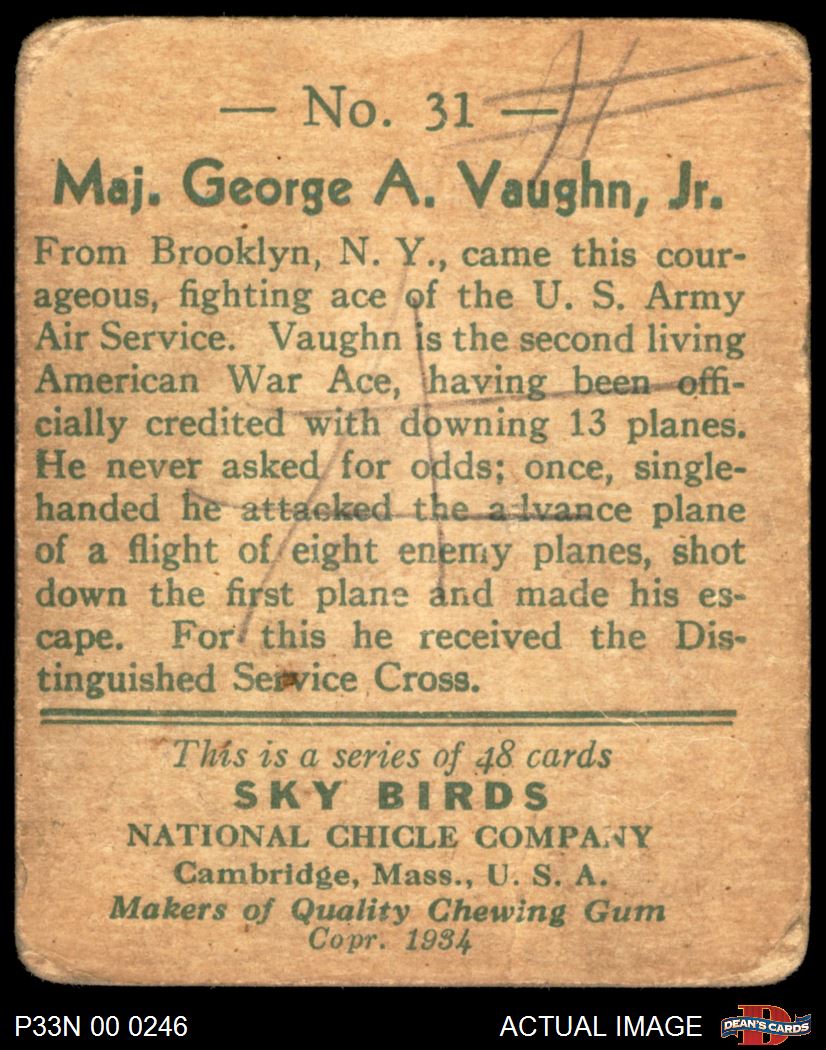 — No. 31 —
Maj. George A. Vaughn, Jr.
From Brooklyn, N. Y., came this cour-
ageous, fighting ace of the U. S. Army
Air Service. Vaughn is the second living
American War Ace, having been offi-
cially credited with downing 13 planes.
He never asked for odds; once, single-
handed he attacked the advance plane
of a flight of eight enemy planes, shot
down the first plane and made his es-
cape. For this he received the Dis-
tinguished Service Cross.
This is a series of 48 cards
SKY BIRDS
NATIONAL CHICLE COMPANY
Cambridge, Mass., U. S. A.
Makers of Quality Chewing Gum
Copr. 1934
P33N 00 0246
ACTUAL IMAGE
D
DEAN'S CARDS